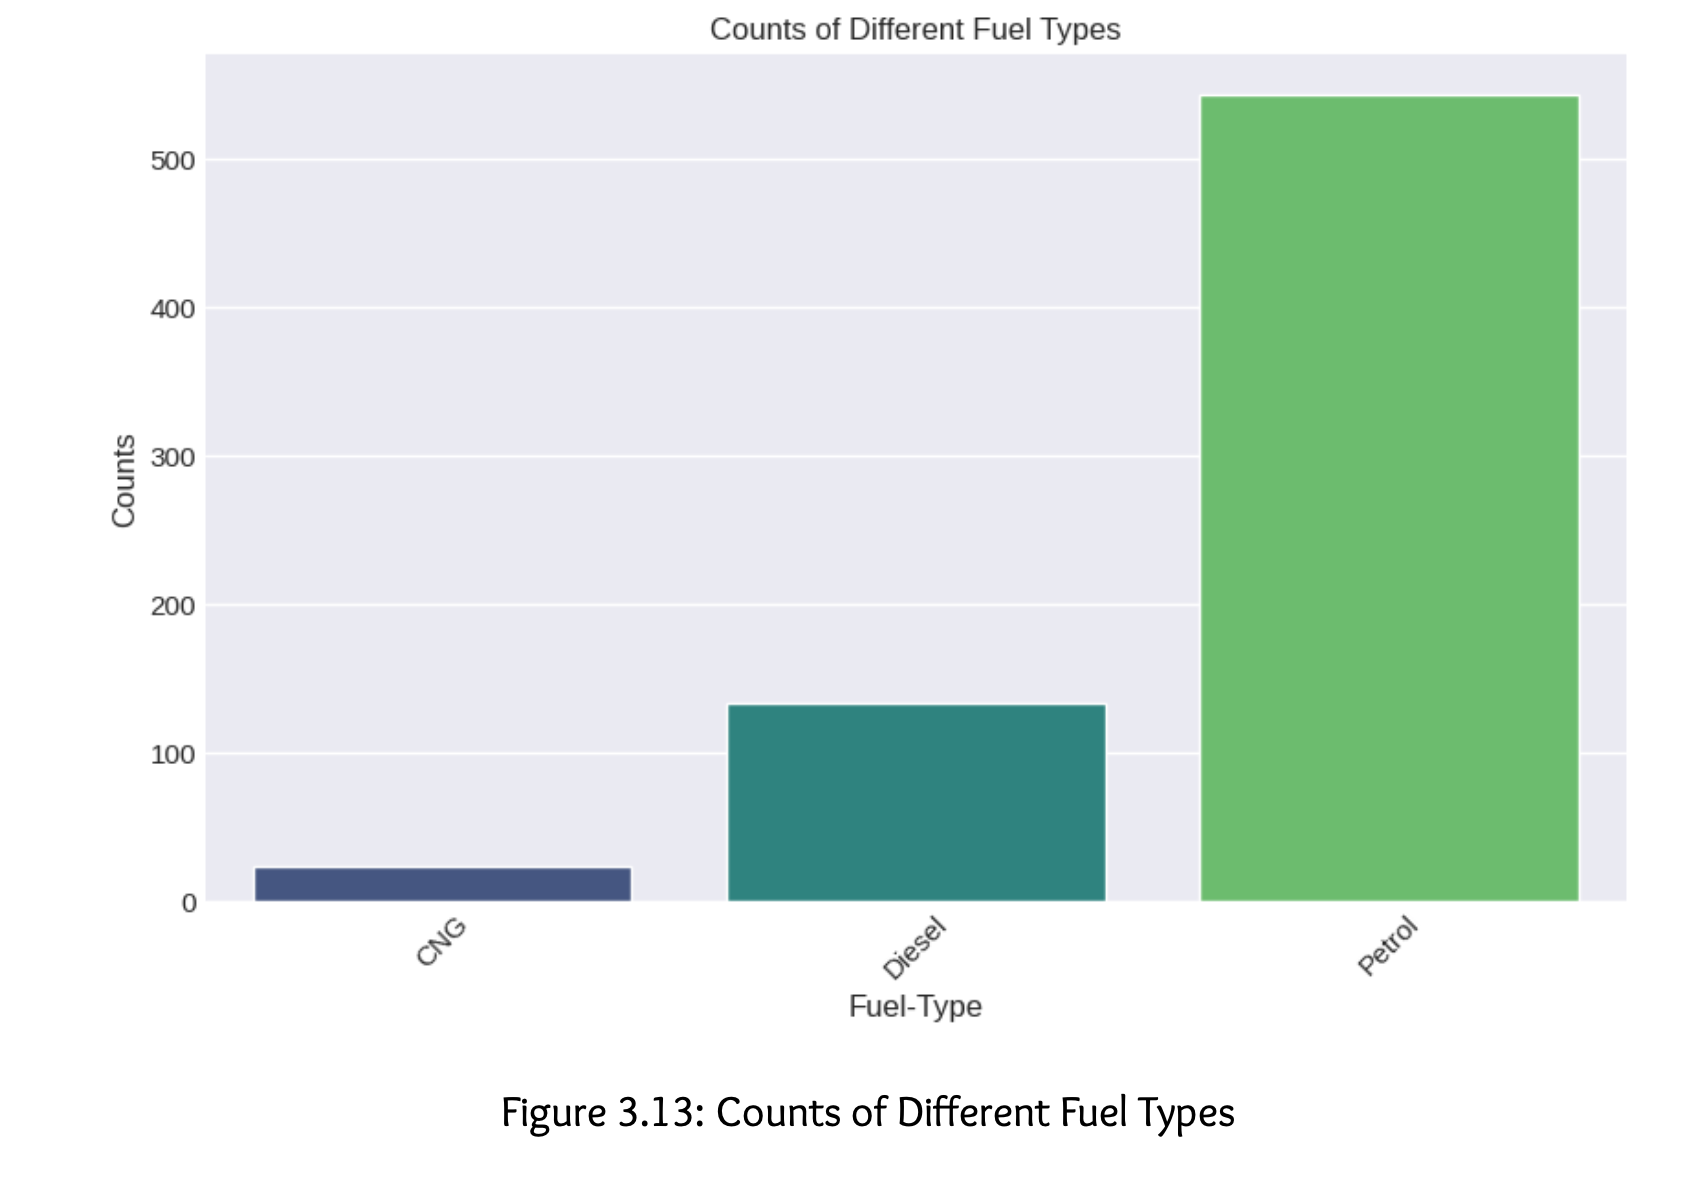 Counts of Different Fuel Types
500
400
300
200
100
0
Counts
CNG
Diesel
Petrol
Fuel-Type
Figure 3.13: Counts of Different Fuel Types